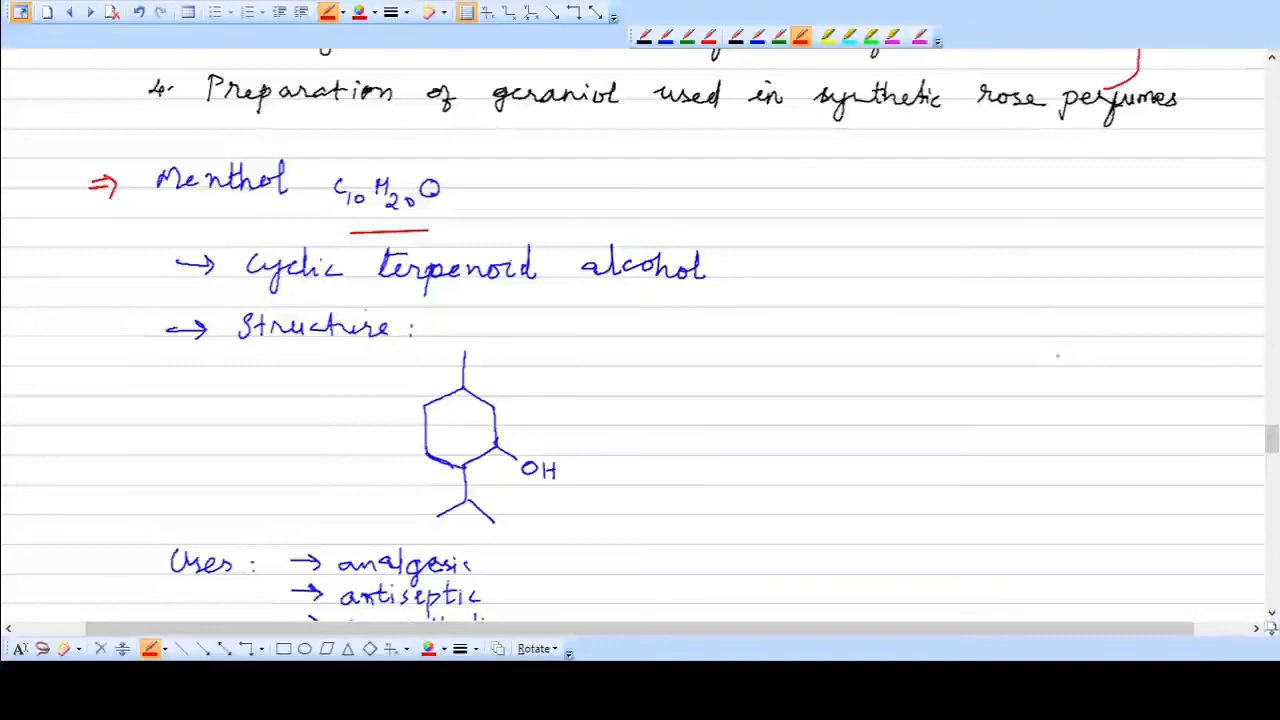 4. Preparation of geraniol used in synthetic rose perfumes
⇒ Menthol C10H20O
→ cyclic terpenoid alcohol
→ Structure :
OH
Uses : → analgesic
→ antiseptic
Rotate